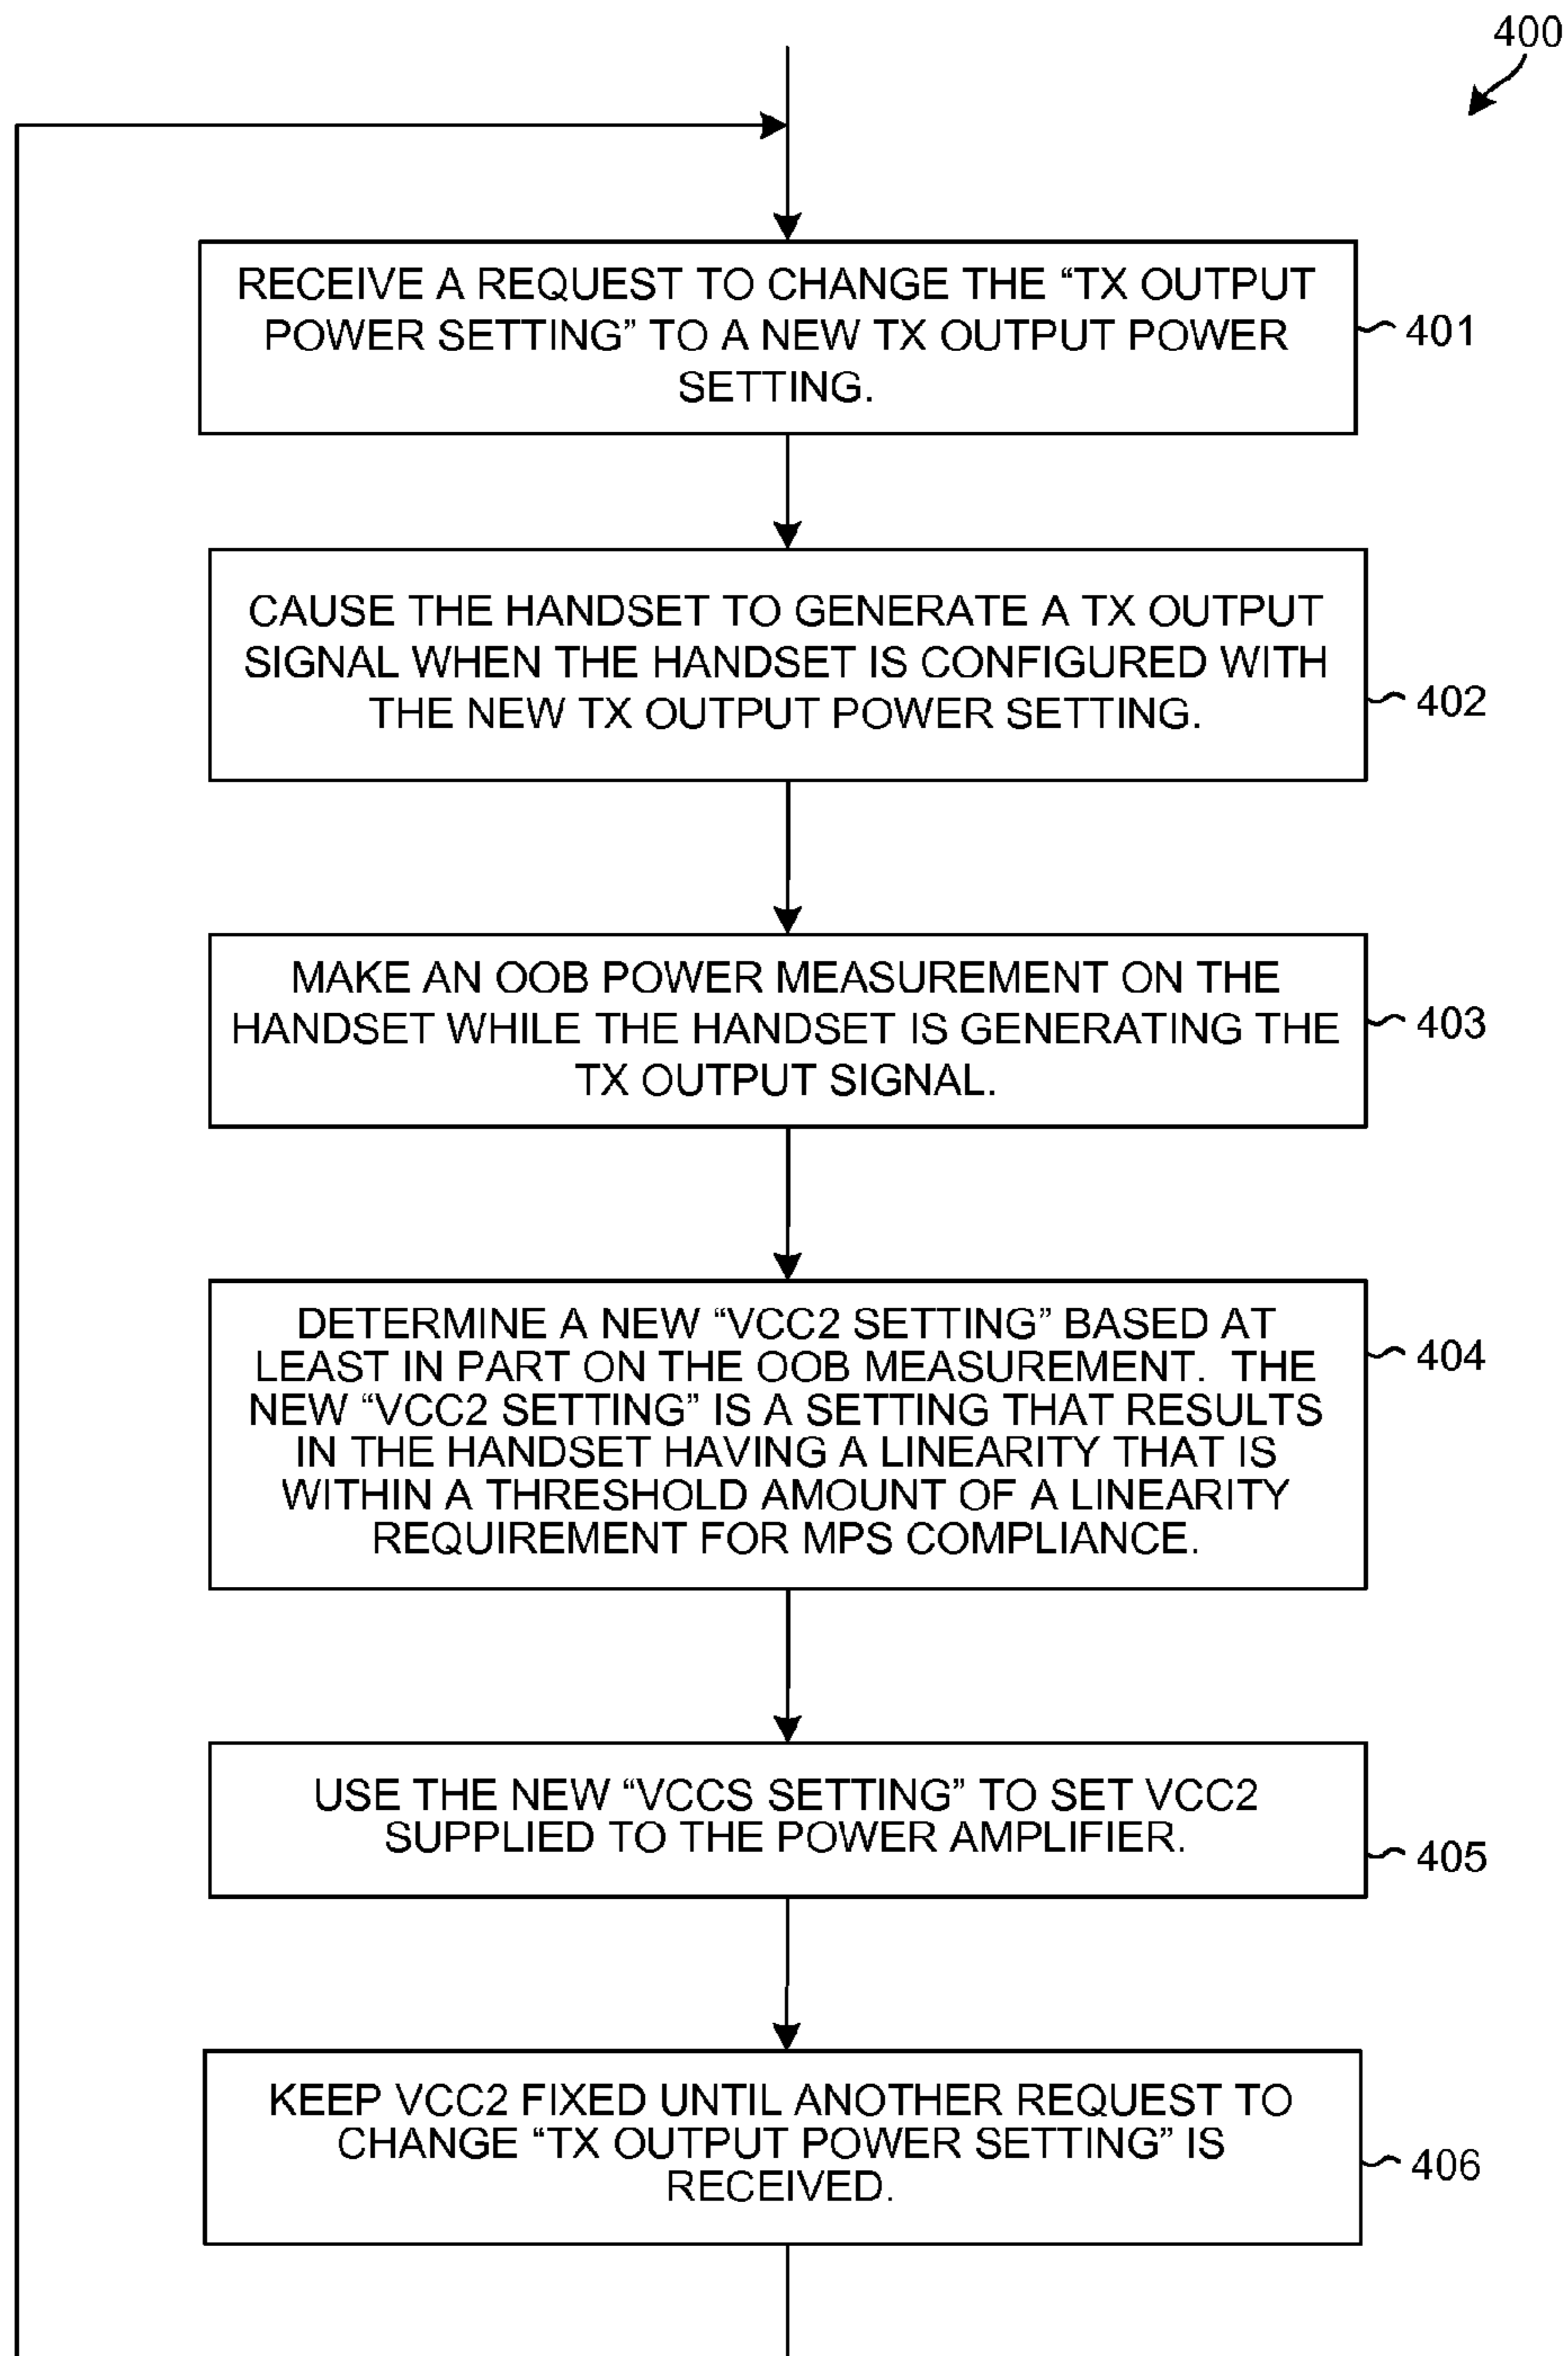 400
RECEIVE A REQUEST TO CHANGE THE “TX OUTPUT
POWER SETTING” TO A NEW TX OUTPUT POWER
SETTING.
401
CAUSE THE HANDSET TO GENERATE A TX OUTPUT
SIGNAL WHEN THE HANDSET IS CONFIGURED WITH
THE NEW TX OUTPUT POWER SETTING.
402
MAKE AN OOB POWER MEASUREMENT ON THE
HANDSET WHILE THE HANDSET IS GENERATING THE
TX OUTPUT SIGNAL.
403
DETERMINE A NEW “VCC2 SETTING” BASED AT
LEAST IN PART ON THE OOB MEASUREMENT. THE
NEW “VCC2 SETTING” IS A SETTING THAT RESULTS
IN THE HANDSET HAVING A LINEARITY THAT IS
WITHIN A THRESHOLD AMOUNT OF A LINEARITY
REQUIREMENT FOR MPS COMPLIANCE.
404
USE THE NEW “VCCS SETTING” TO SET VCC2
SUPPLIED TO THE POWER AMPLIFIER.
405
KEEP VCC2 FIXED UNTIL ANOTHER REQUEST TO
CHANGE “TX OUTPUT POWER SETTING” IS
RECEIVED.
406